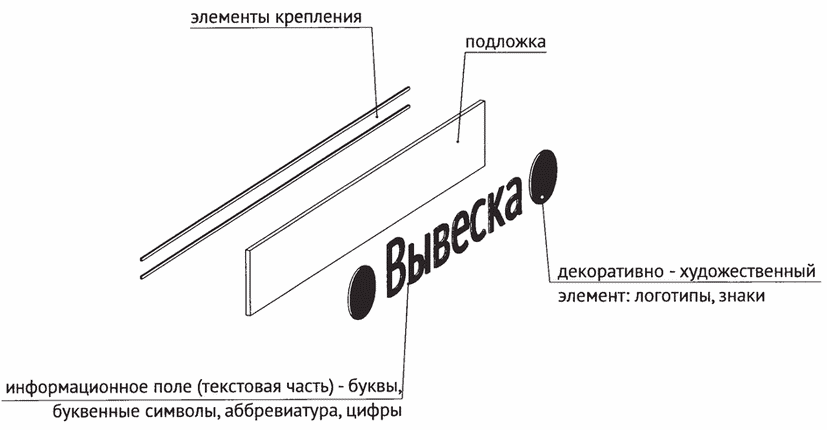 элементы крепления
подложка
Вывеска
декоративно - художественный
элемент: логотипы, знаки
информационное поле (текстовая часть) - буквы,
буквенные символы, аббревиатура, цифры